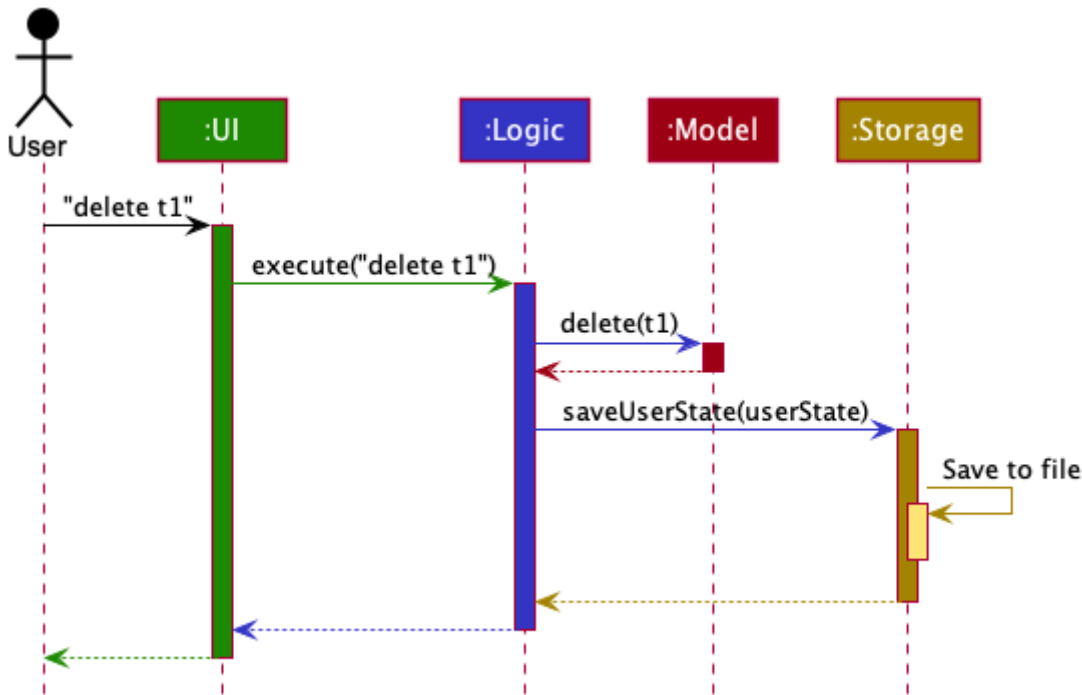 User
:UI
:Logic
:Model
:Storage
"delete t1"
execute("delete t1")
delete(t1)
saveUserState(userState)
Save to file